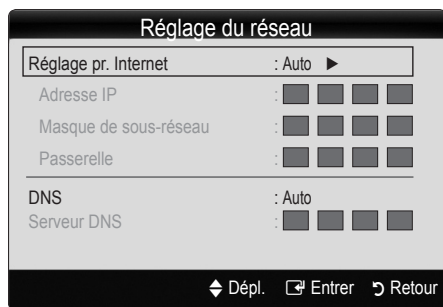 Réglage du réseau
Réglage pr. Internet : Auto ►
Adresse IP :
Masque de sous-réseau :
Passerelle :
DNS : Auto
Serveur DNS :
Dépl. Entrer Retour